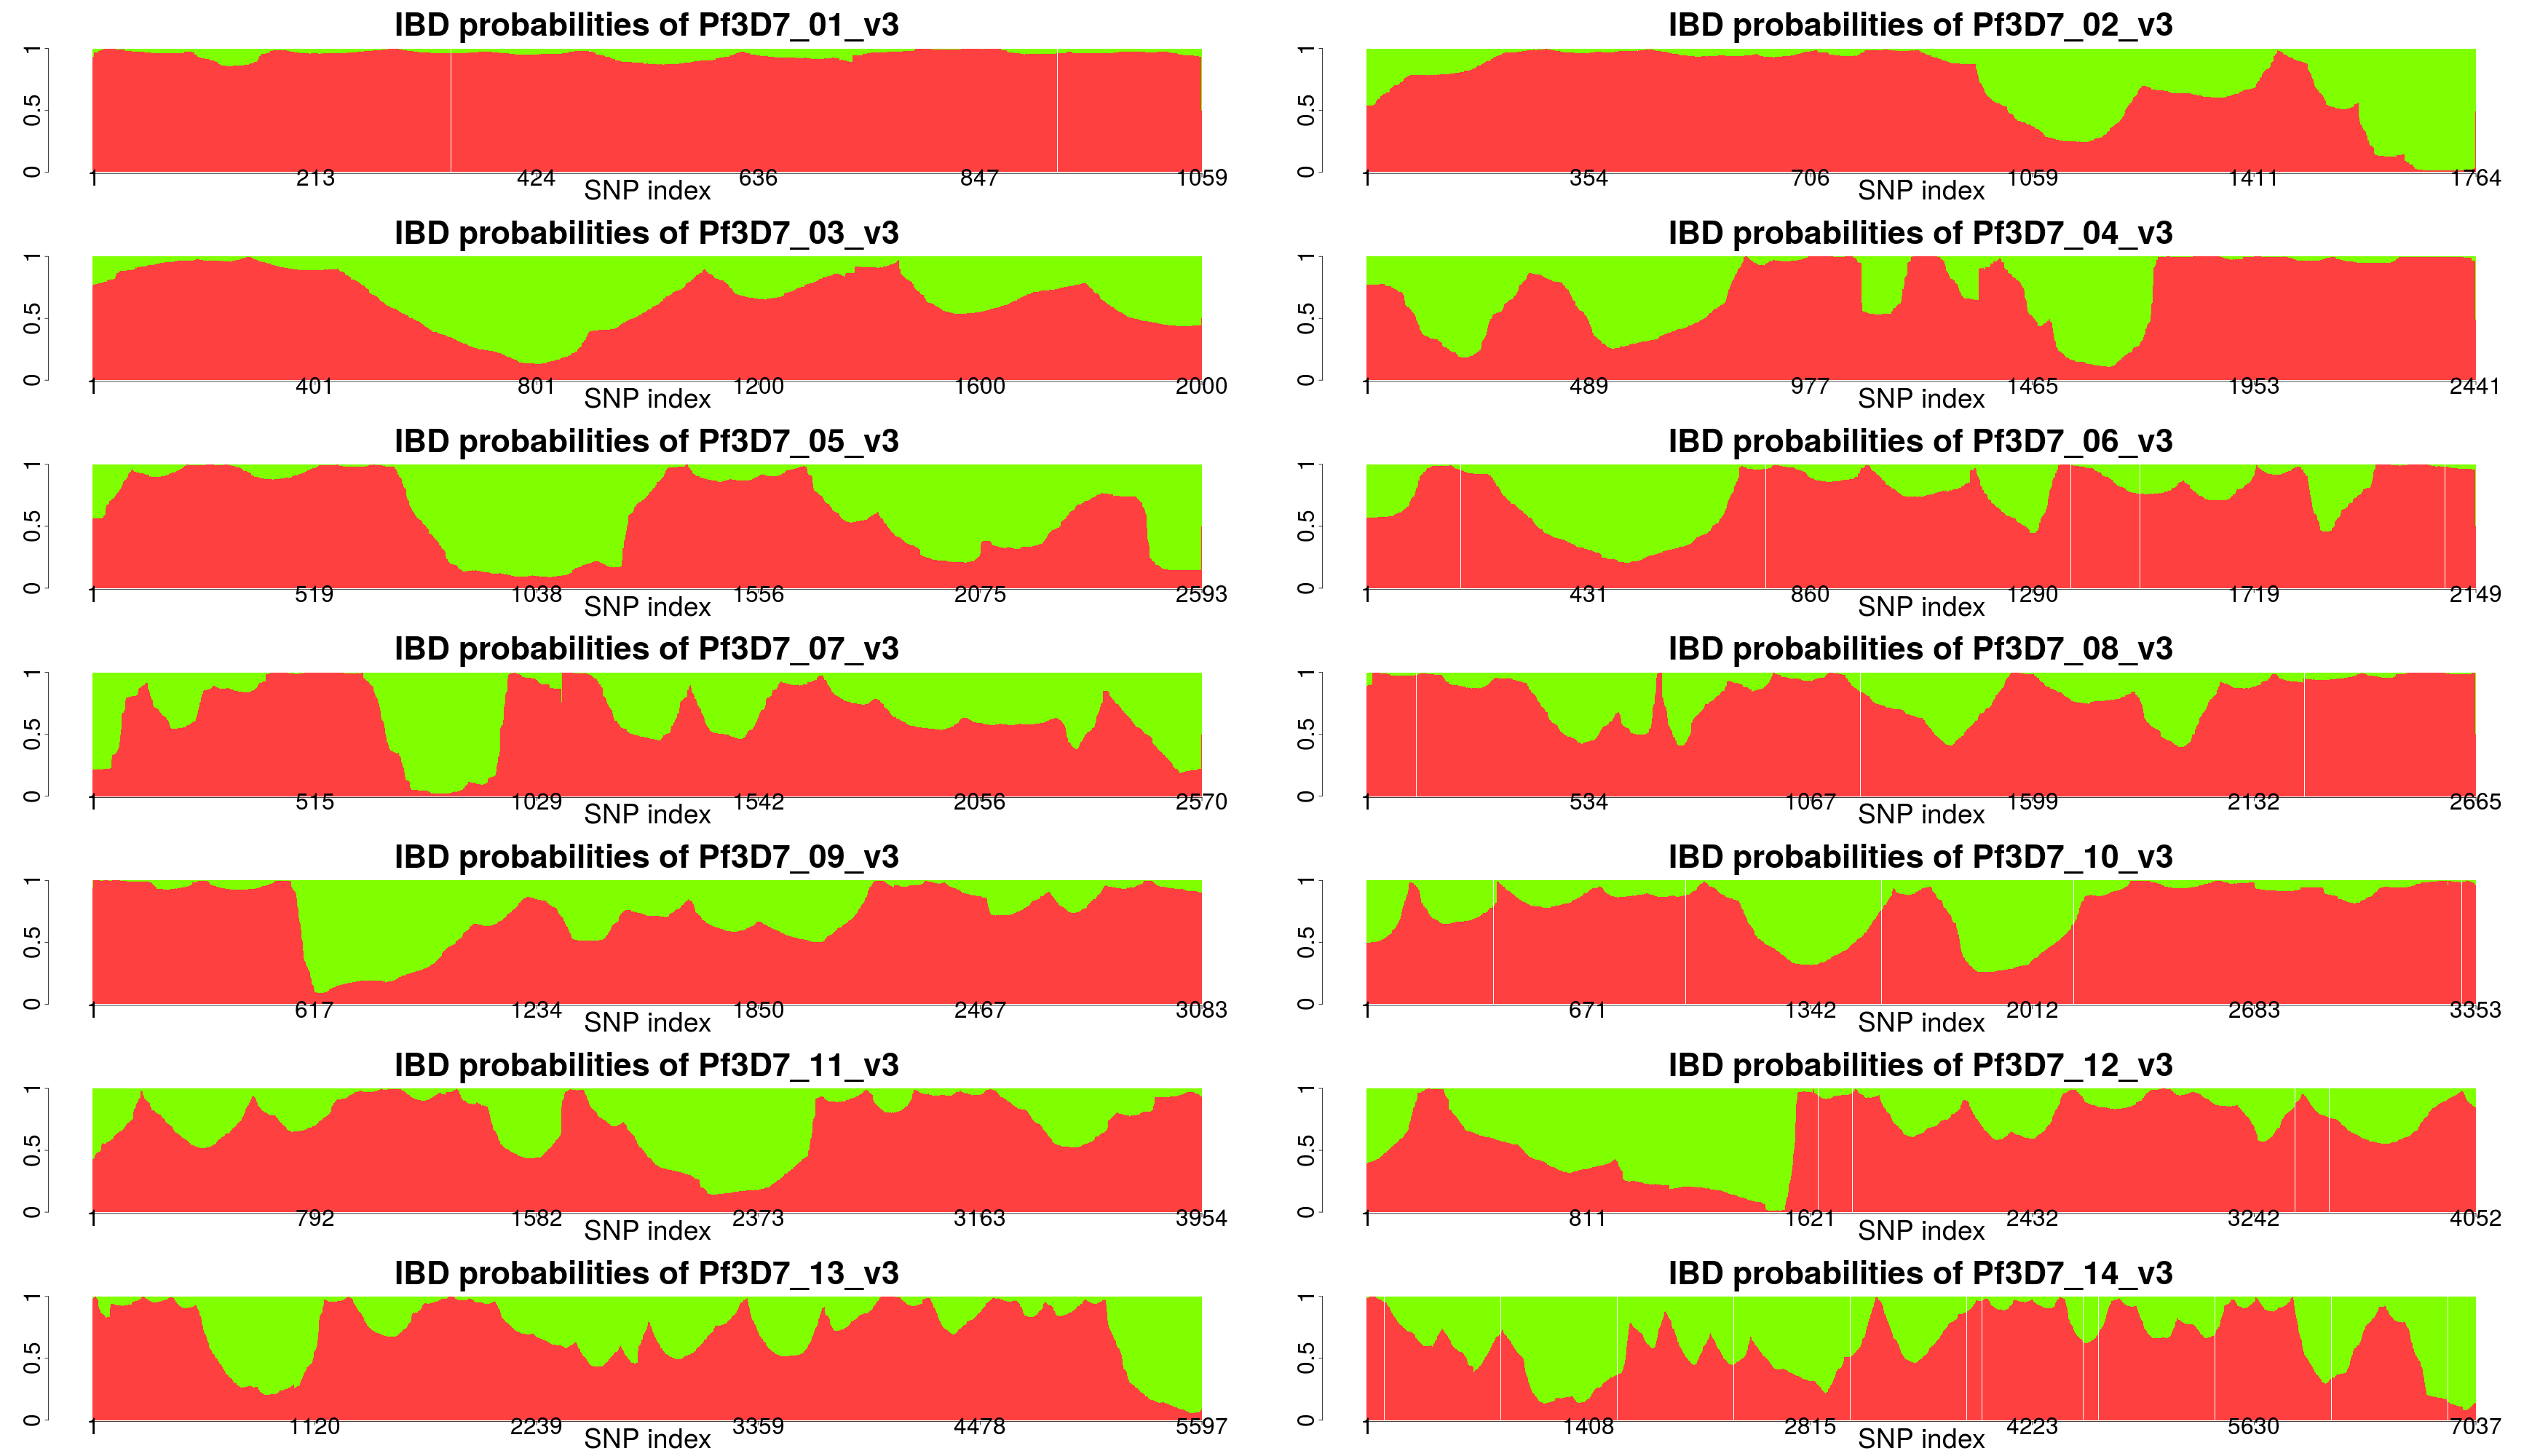 IBD probabilities of Pf3D7_01_v3
0 0.5 1
1 213 424 636 847 1059
SNP index
IBD probabilities of Pf3D7_02_v3
0 0.5 1
1 354 706 1059 1411 1764
SNP index
IBD probabilities of Pf3D7_03_v3
0 0.5 1
1 401 801 1200 1600 2000
SNP index
IBD probabilities of Pf3D7_04_v3
0 0.5 1
1 489 977 1465 1953 2441
SNP index
IBD probabilities of Pf3D7_05_v3
0 0.5 1
1 519 1038 1556 2075 2593
SNP index
IBD probabilities of Pf3D7_06_v3
0 0.5 1
1 431 860 1290 1719 2149
SNP index
IBD probabilities of Pf3D7_07_v3
0 0.5 1
1 515 1029 1542 2056 2570
SNP index
IBD probabilities of Pf3D7_08_v3
0 0.5 1
1 534 1067 1599 2132 2665
SNP index
IBD probabilities of Pf3D7_09_v3
0 0.5 1
1 617 1234 1850 2467 3083
SNP index
IBD probabilities of Pf3D7_10_v3
0 0.5 1
1 671 1342 2012 2683 3353
SNP index
IBD probabilities of Pf3D7_11_v3
0 0.5 1
1 792 1582 2373 3163 3954
SNP index
IBD probabilities of Pf3D7_12_v3
0 0.5 1
1 811 1621 2432 3242 4052
SNP index
IBD probabilities of Pf3D7_13_v3
0 0.5 1
1 1120 2239 3359 4478 5597
SNP index
IBD probabilities of Pf3D7_14_v3
0 0.5 1
1 1408 2815 4223 5630 7037
SNP index